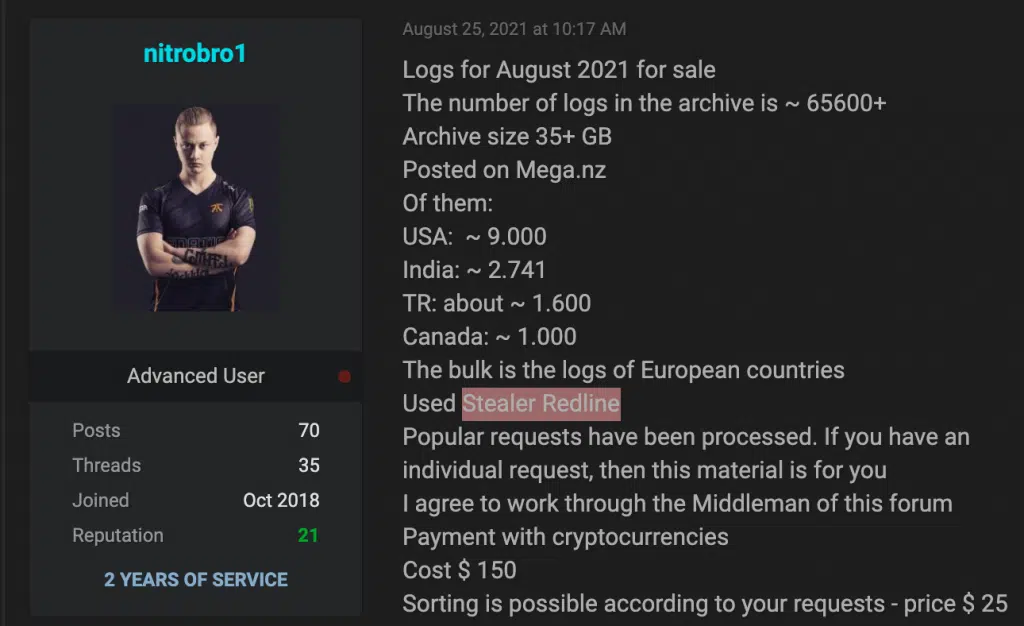 nitrobro1
Advanced User
Posts 70
Threads 35
Joined Oct 2018
Reputation 21
2 YEARS OF SERVICE
August 25, 2021 at 10:17 AM
Logs for August 2021 for sale
The number of logs in the archive is ~ 65600+
Archive size 35+ GB
Posted on Mega.nz
Of them:
USA: ~ 9.000
India: ~ 2.741
TR: about ~ 1.600
Canada: ~ 1.000
The bulk is the logs of European countries
Used Stealer Redline
Popular requests have been processed. If you have an
individual request, then this material is for you
I agree to work through the Middleman of this forum
Payment with cryptocurrencies
Cost $ 150
Sorting is possible according to your requests - price $ 25